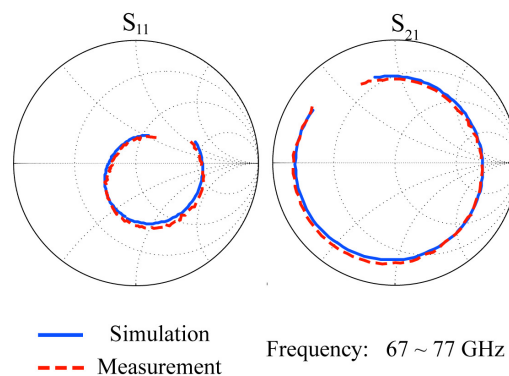 S11
S21
Simulation
Measurement
Frequency: 67 ~ 77 GHz